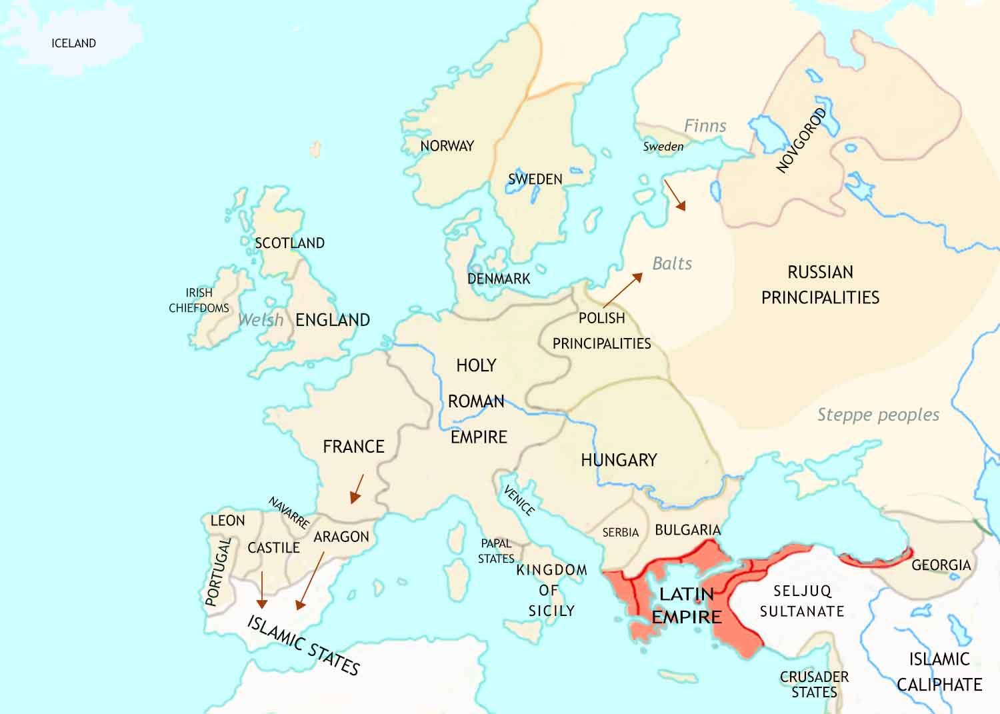 ICELAND
NORWAY
SWEDEN
Finns
Sweden
NOVGOROD
SCOTLAND
IRISH
CHIEFDOMS
Welsh
ENGLAND
DENMARK
Balts
RUSSIAN
PRINCIPALITIES
POLISH
PRINCIPALITIES
HOLY
ROMAN
EMPIRE
Steppe peoples
FRANCE
HUNGARY
VENICE
LEON
NAVARRE
CASTILE
ARAGON
PORTUGAL
SERBIA
BULGARIA
PAPAL
STATES
KINGDOM
OF
SICILY
LATIN
EMPIRE
SELJUQ
SULTANATE
GEORGIA
ISLAMIC STATES
CRUSADER
STATES
ISLAMIC
CALIPHATE